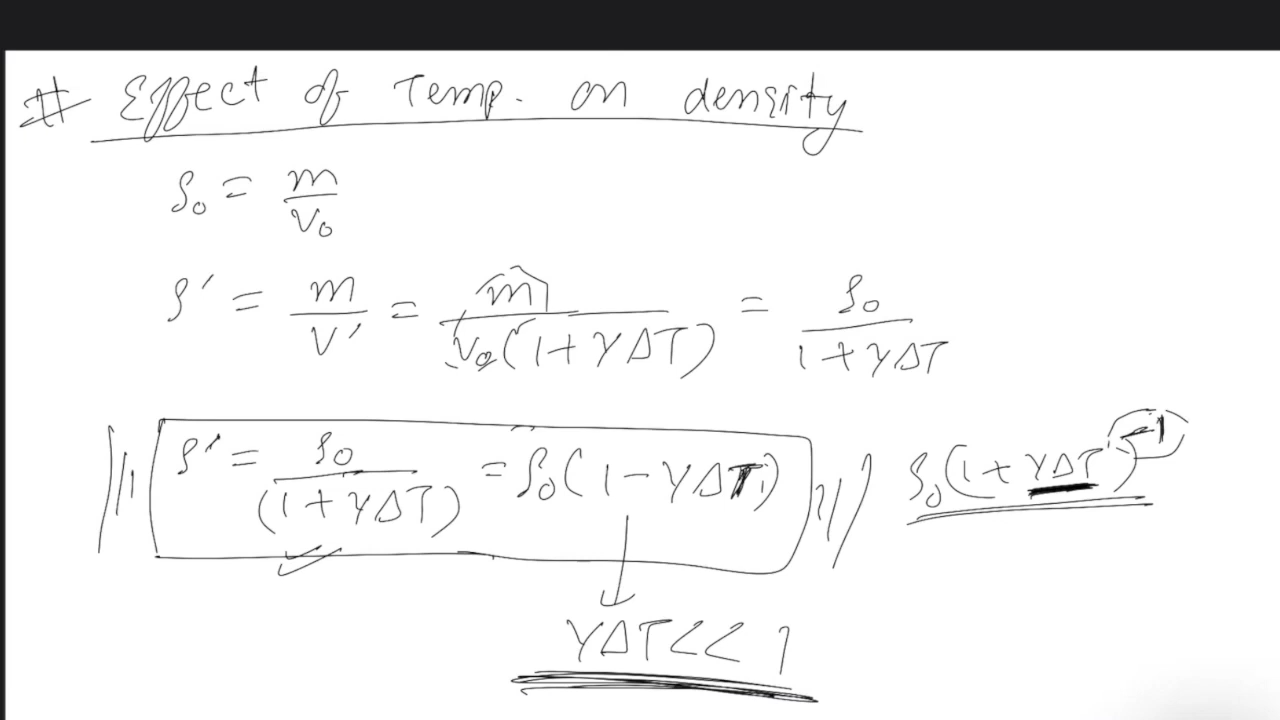 # Effect of Temp. on density
ρ₀ = m/V₀
ρ' = m/V' = m/V₀(1+γΔT) = ρ₀/1+γΔT
ρ' = ρ₀/(1+γΔT) = ρ₀(1-γΔT) ρ₀(1+γΔT)⁻¹
γΔT<<1